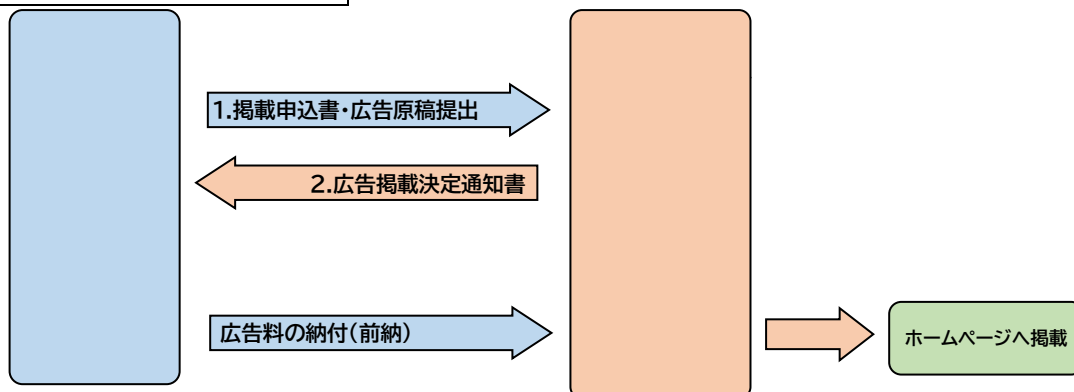 1.掲載申込書・広告原稿提出
2.広告掲載決定通知書
広告料の納付(前納)
ホームページへ掲載